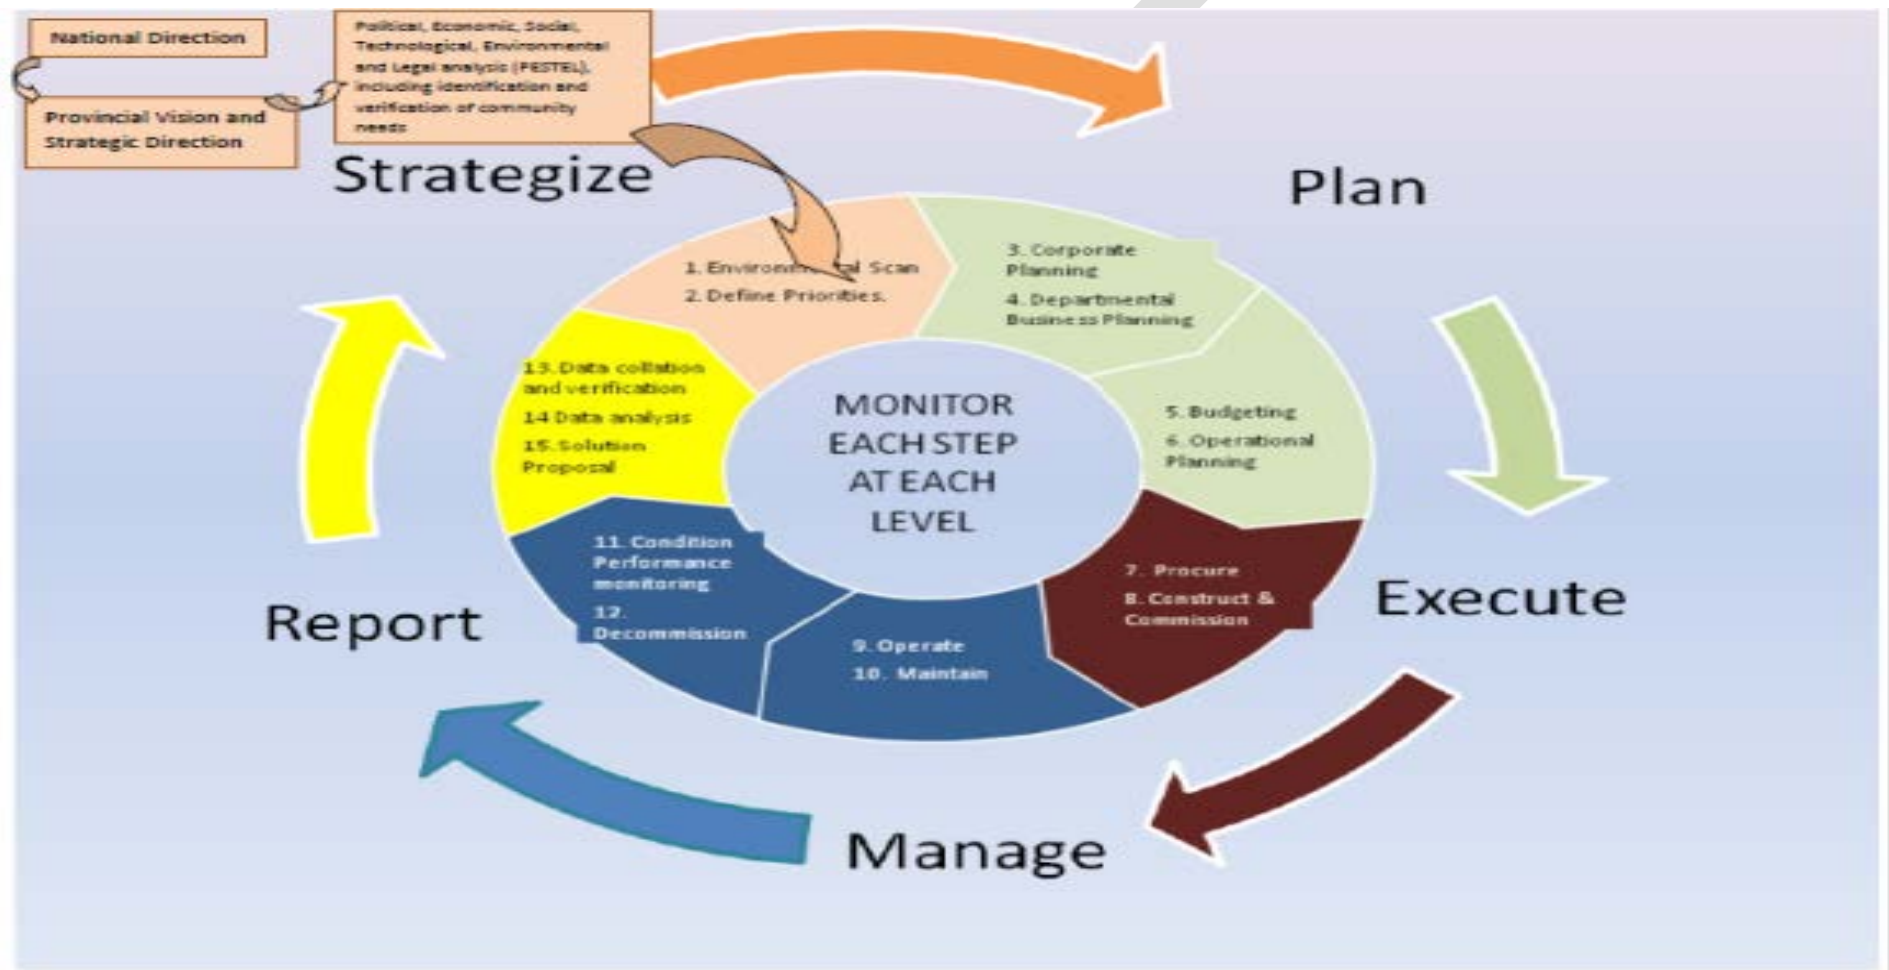 National Direction
Provincial Vision and
Strategic Direction
Political, Economic, Social,
Technological, Environmental
and Legal analysis (PESTEL),
including identification and
verification of community
needs
Strategize
Plan
Execute
Manage
Report
1. Environmental Scan
2. Define Priorities.
3. Corporate
Planning
4. Departmental
Business Planning
5. Budgeting
6. Operational
Planning
7. Procure
8. Construct &
Commission
9. Operate
10. Maintain
11. Condition
Performance
monitoring
12.
Decommission
13. Data collation
and verification
14 Data analysis
15. Solution
Proposal
MONITOR
EACH STEP
AT EACH
LEVEL